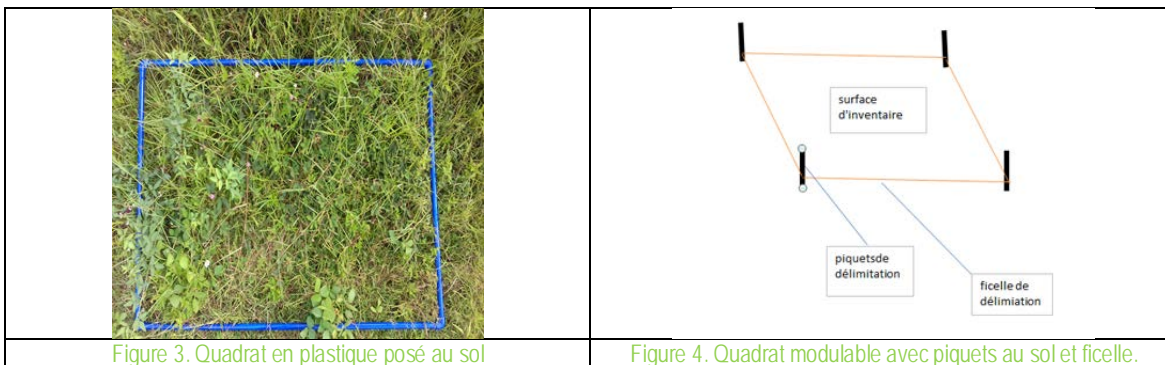 surface
d'inventaire
piquetsde
délimitation
ficelle de
délimiation
Figure 3. Quadrat en plastique posé au sol
Figure 4. Quadrat modulable avec piquets au sol et ficelle.